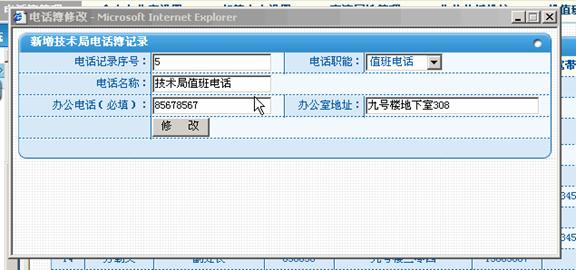 电话簿修改 - Microsoft Internet Explorer
新增技术局电话簿记录
电话记录序号： 5 电话职能： 值班电话
电话名称： 技术局值班电话
办公电话（必填）： 85678567 办公室地址： 九号楼地下室308
修 改